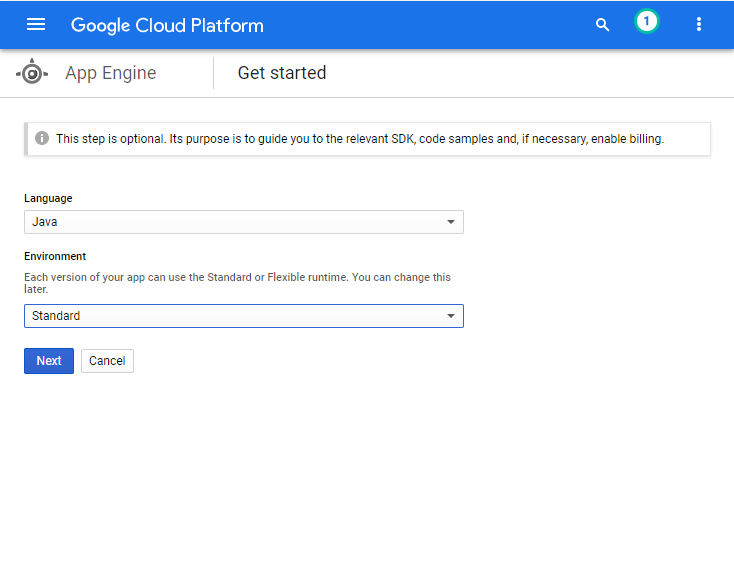 Google Cloud Platform
1
App Engine
Get started
This step is optional. Its purpose is to guide you to the relevant SDK, code samples and, if necessary, enable billing.
Language
Java
Environment
Each version of your app can use the Standard or Flexible runtime. You can change this
later.
Standard
Next
Cancel